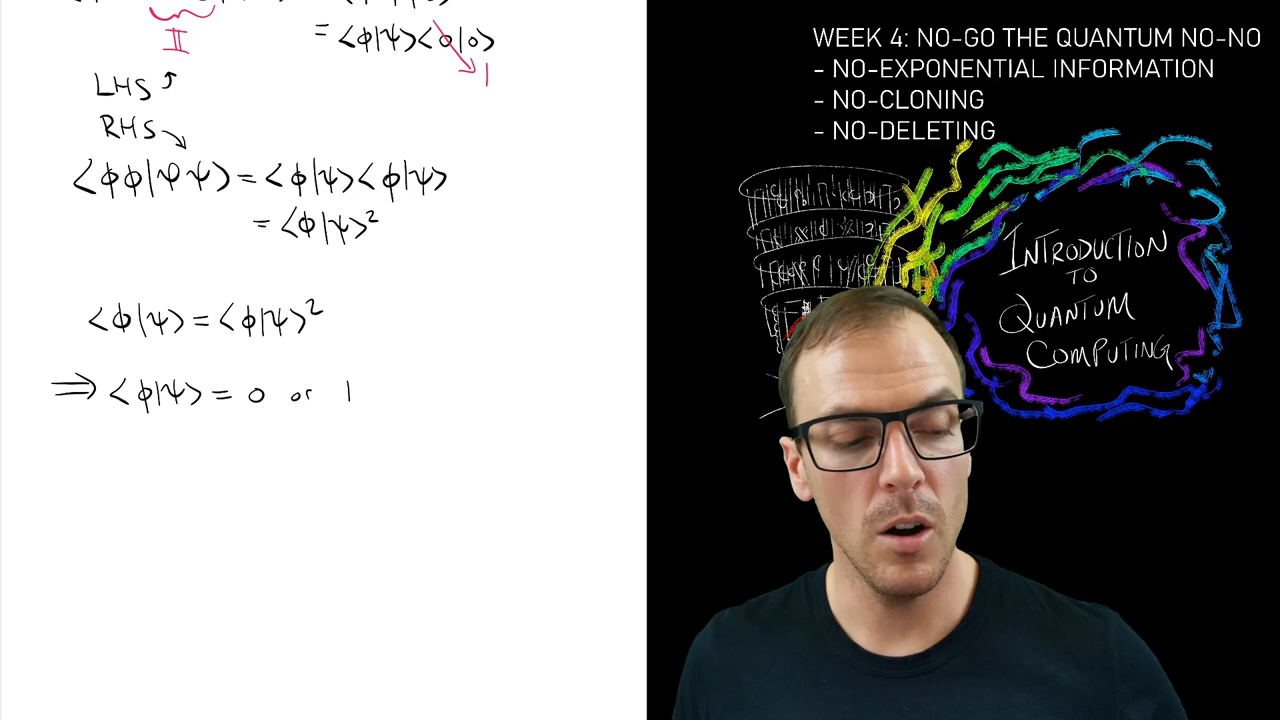 II
= ⟨ϕ|ψ⟩⟨0|0⟩
1
LHS
RHS
⟨ϕϕ|ψψ⟩ = ⟨ϕ|ψ⟩⟨ϕ|ψ⟩
= ⟨ϕ|ψ⟩²
⟨ϕ|ψ⟩ = ⟨ϕ|ψ⟩²
⟹ ⟨ϕ|ψ⟩ = 0 or 1
WEEK 4: NO-GO THE QUANTUM NO-NO
- NO-EXPONENTIAL INFORMATION
- NO-CLONING
- NO-DELETING
INTRODUCTION
TO
QUANTUM
COMPUTING